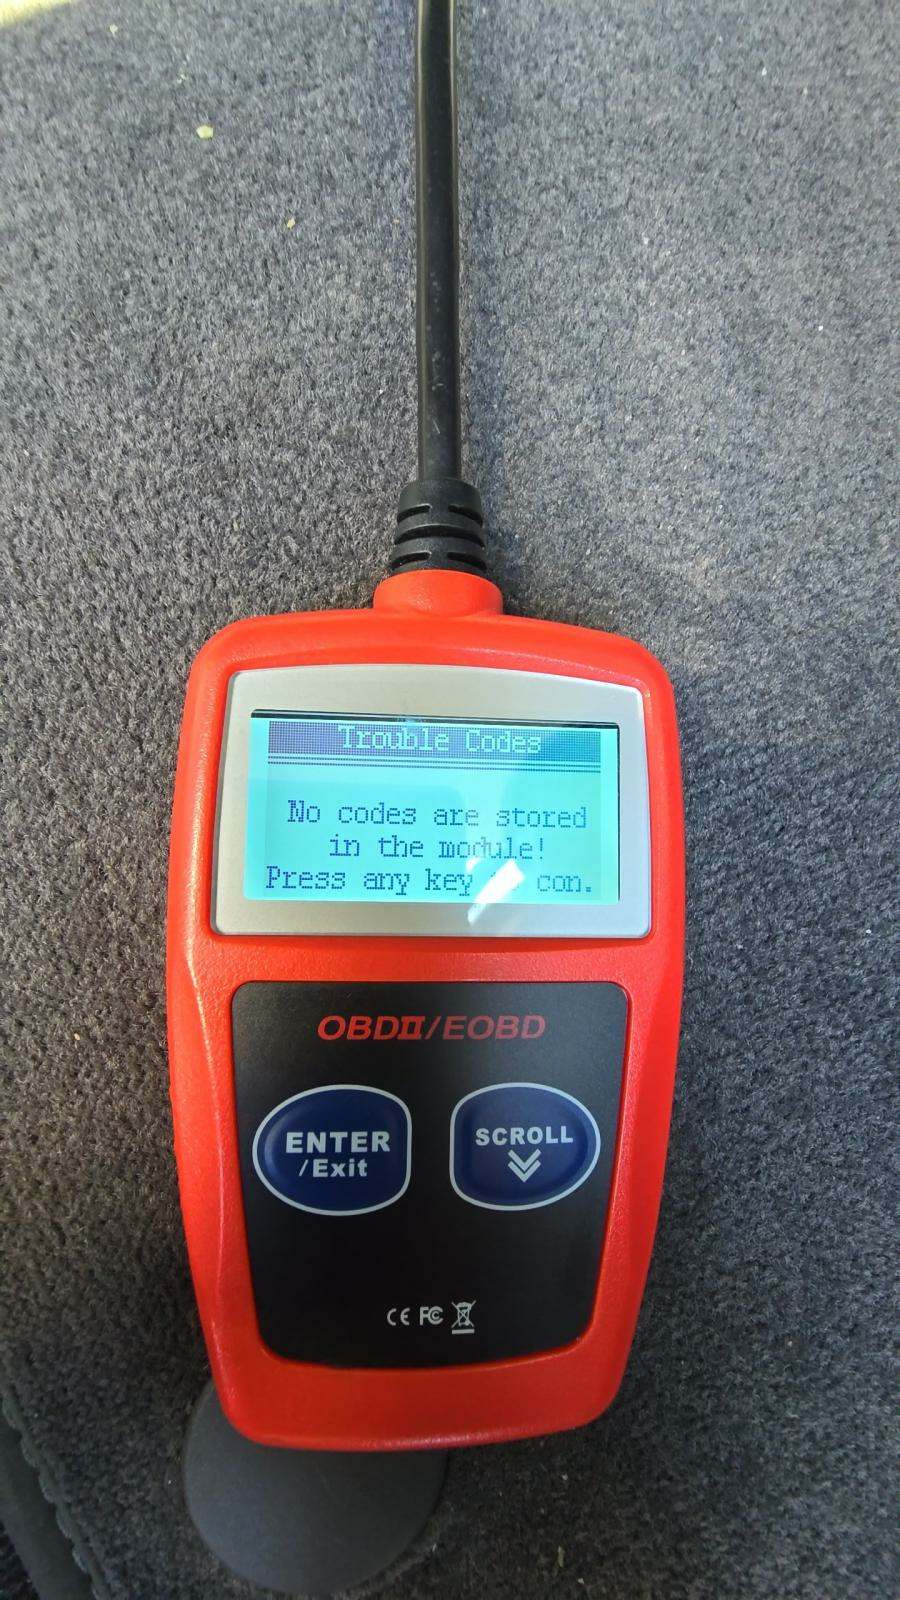 Trouble Codes
No codes are stored
in the module!
Press any key con.
OBDII/EOBD
ENTER
/Exit
SCROLL
CE FC